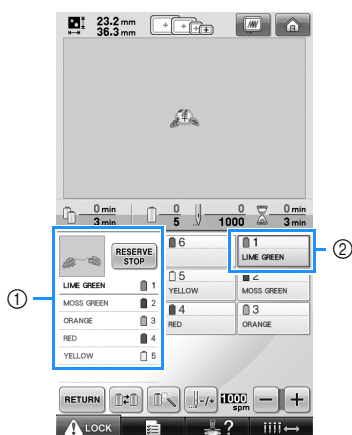 23.2 mm
36.3 mm
0 min
3 min
0
5
0
1000
0 min
3 min
RESERVE STOP
LIME GREEN 1
MOSS GREEN 2
ORANGE 3
RED 4
YELLOW 5
6
1
LIME GREEN
5
YELLOW
2
MOSS GREEN
4
RED
3
ORANGE
1
2
RETURN
-/+
1000 spm
- +
LOCK
?